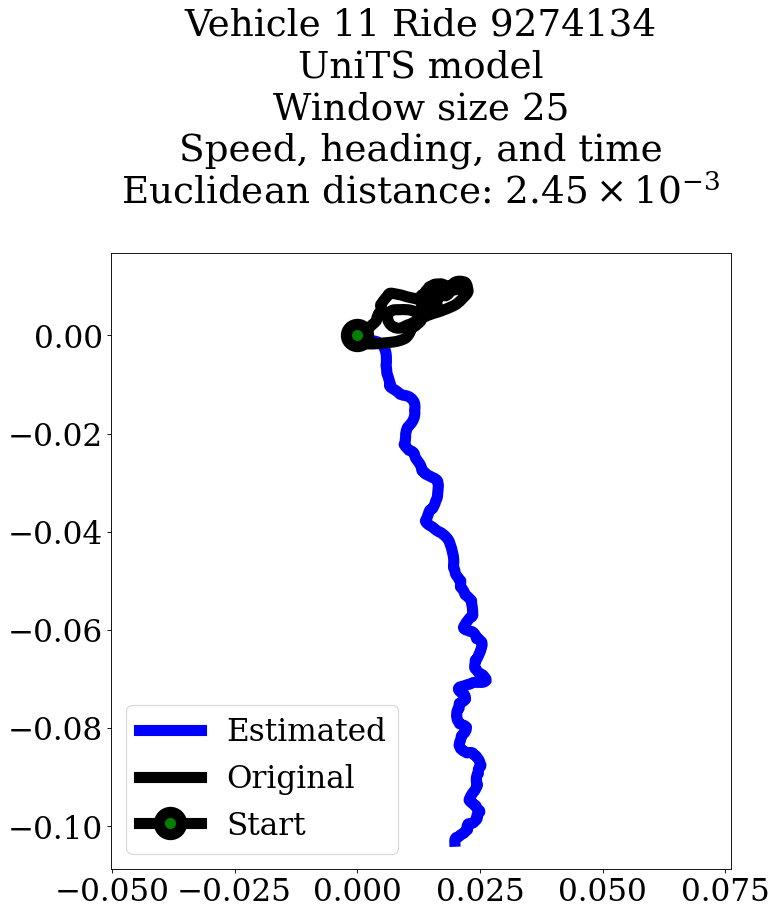 Vehicle 11 Ride 9274134
UniTS model
Window size 25
Speed, heading, and time
Euclidean distance: 2.45 × 10⁻³
0.00
−0.02
−0.04
−0.06
−0.08
−0.10
Estimated
Original
Start
−0.050 −0.025 0.000 0.025 0.050 0.075